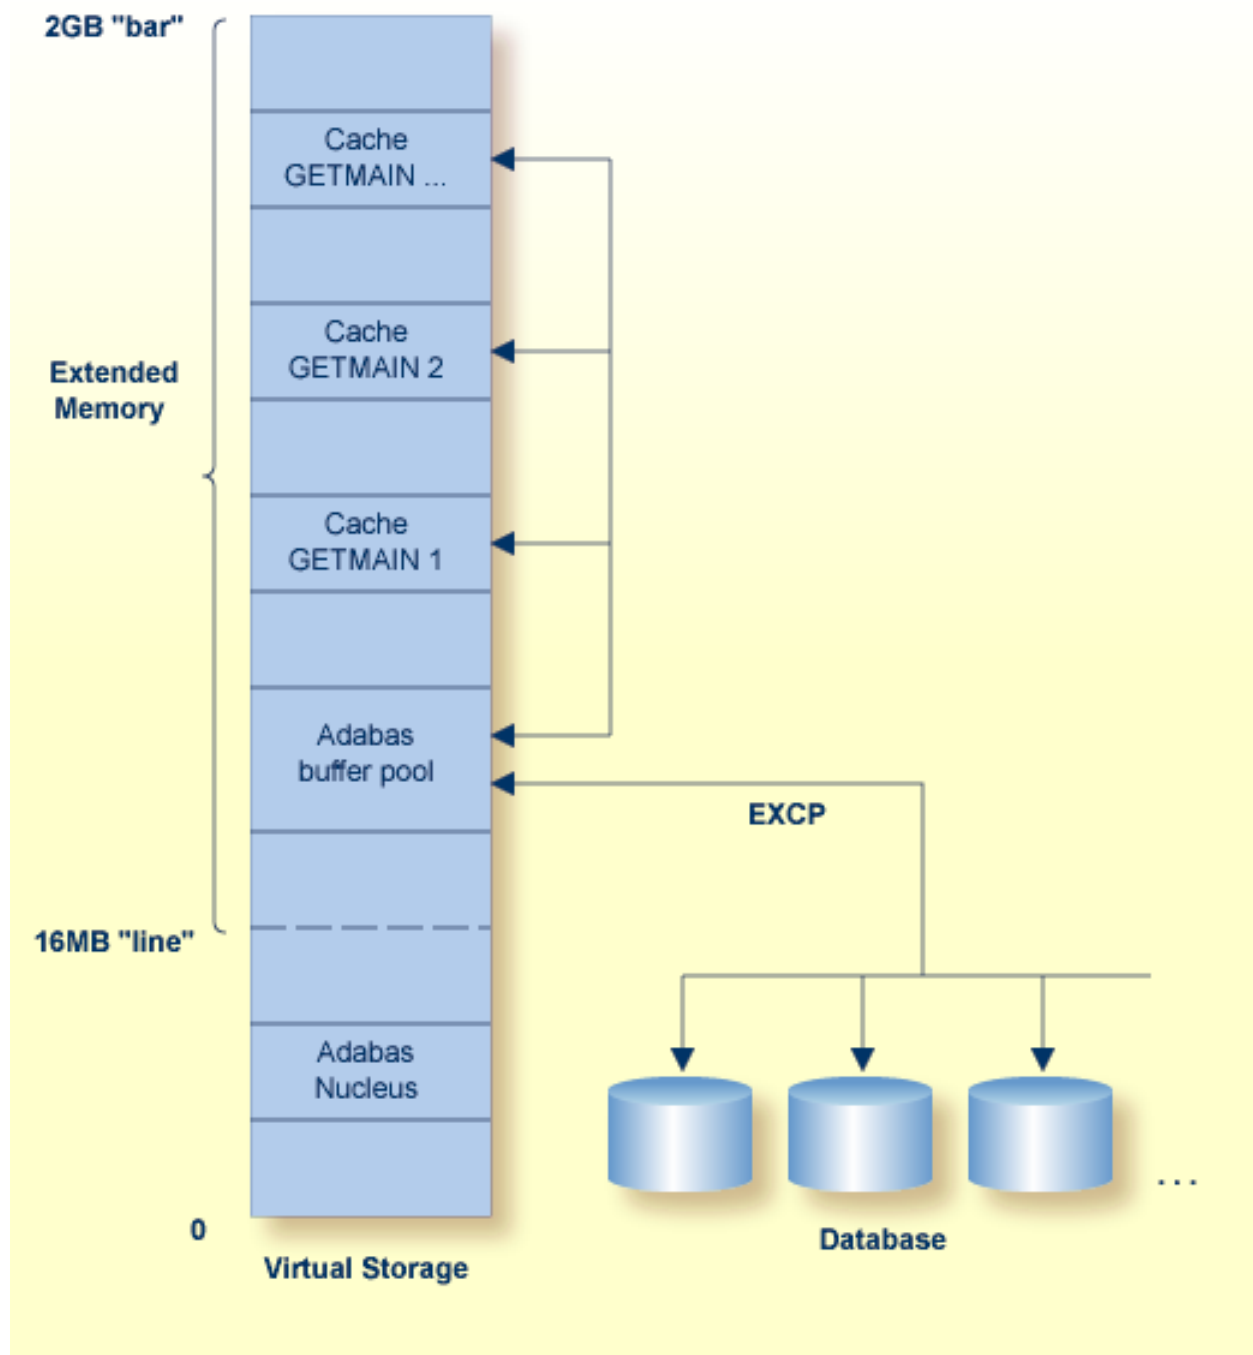 2GB "bar"
Cache
GETMAIN ...
Cache
GETMAIN 2
Extended
Memory
Cache
GETMAIN 1
Adabas
buffer pool
EXCP
16MB "line"
Adabas
Nucleus
...
0
Database
Virtual Storage